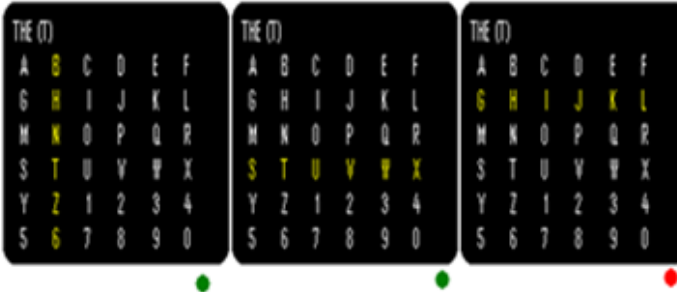 THE (T)
A B C D E F
G H I J K L
M N O P Q R
S T U V W X
Y Z 1 2 3 4
5 6 7 8 9 0
THE (T)
A B C D E F
G H I J K L
M N O P Q R
S T U V W X
Y Z 1 2 3 4
5 6 7 8 9 0
THE (T)
A B C D E F
G H I J K L
M N O P Q R
S T U V W X
Y Z 1 2 3 4
5 6 7 8 9 0